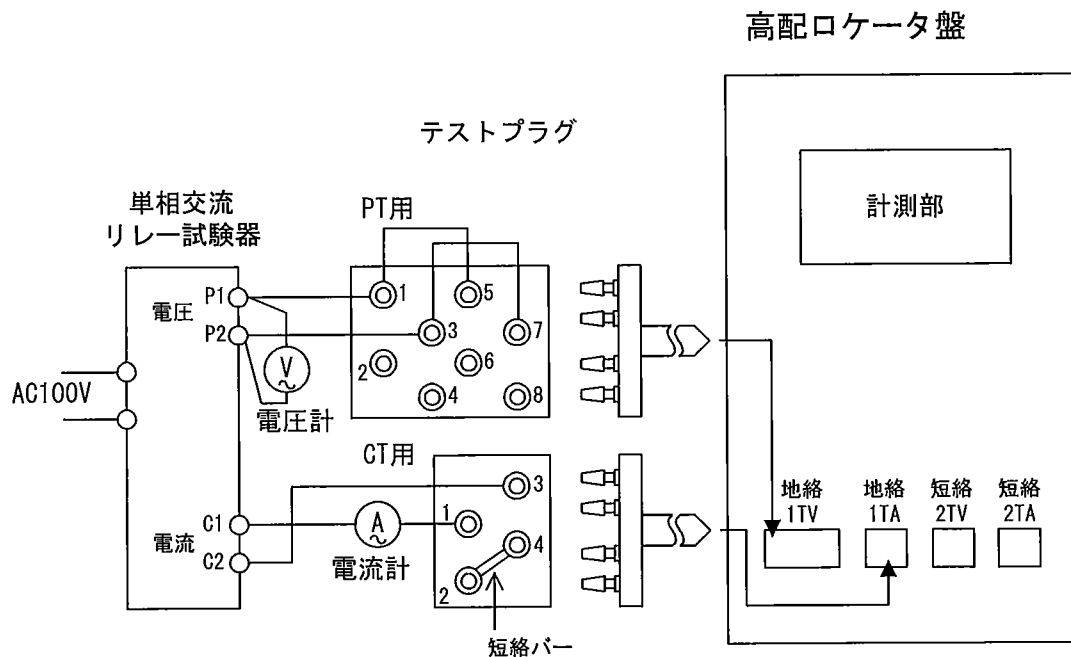 高配ロケータ盤
テストプラグ
計測部
単相交流
リレー試験器
PT用
電圧
P1
P2
1
5
3
7
2
6
4
8
V
電圧計
AC100V
CT用
電流
C1
C2
A
電流計
3
1
4
2
短絡バー
地絡
1TV
地絡
1TA
短絡
2TV
短絡
2TA